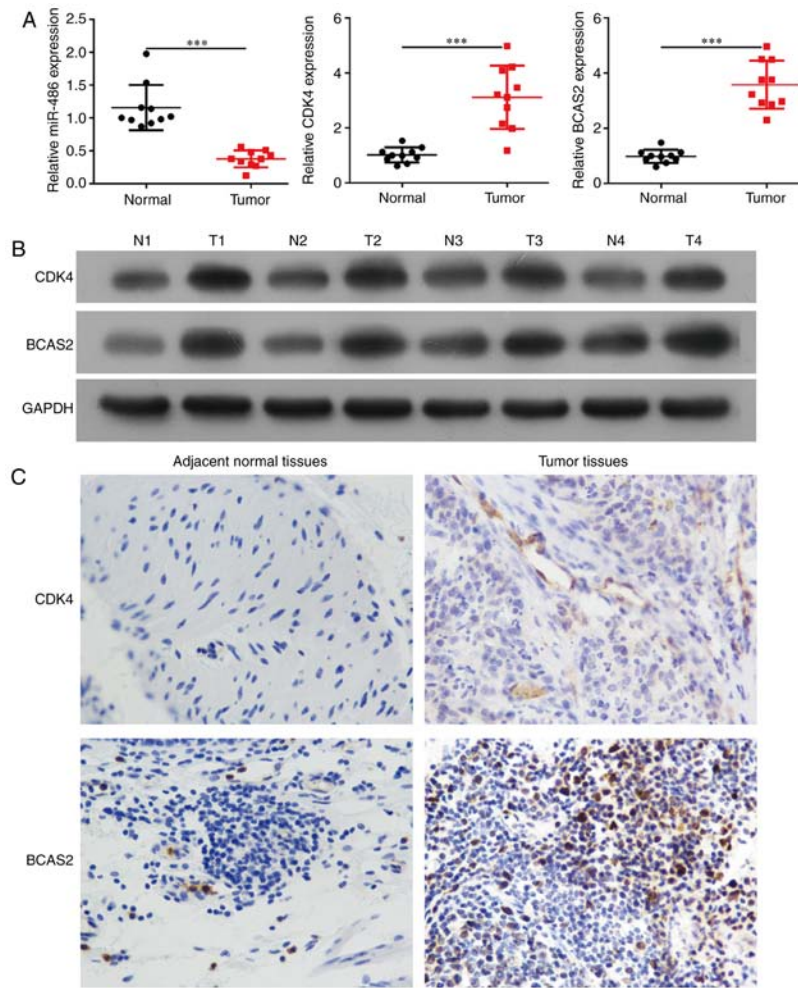 A
Relative miR-486 expression
2.5
2.0
1.5
1.0
0.5
0.0
***
Normal Tumor
Relative CDK4 expression
6
4
2
0
***
Normal Tumor
Relative BCAS2 expression
6
4
2
0
***
Normal Tumor
B
N1 T1 N2 T2 N3 T3 N4 T4
CDK4
BCAS2
GAPDH
C
Adjacent normal tissues Tumor tissues
CDK4
BCAS2